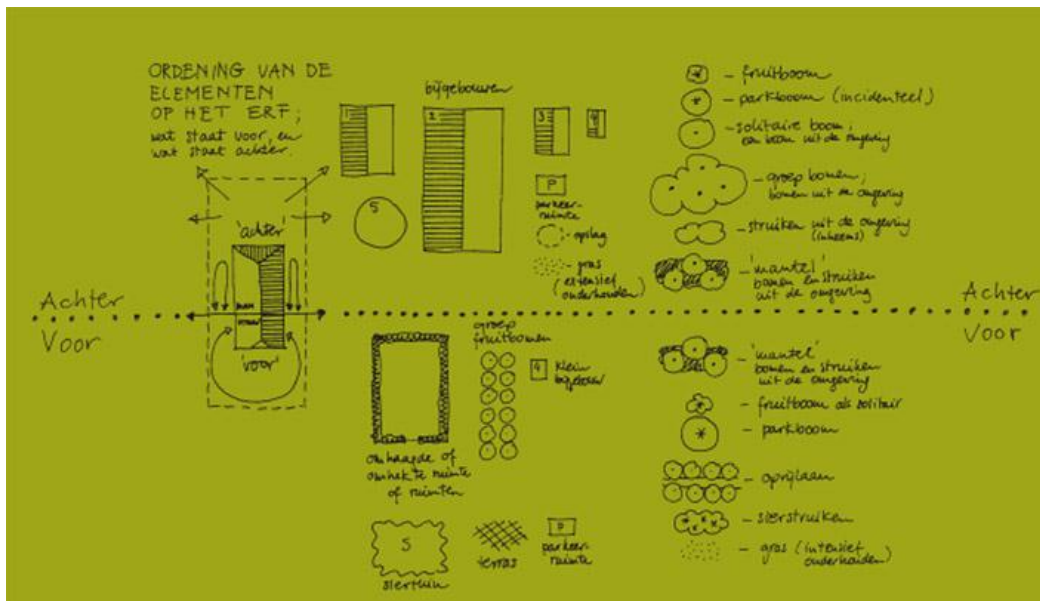 ORDENING VAN DE
ELEMENTEN
OP HET ERF;
wat staat voor, en
wat staat achter.
'achter'
man
vrouw
'voor'
Achter
Voor
bijgebouwen
1
2
3
4
5
P
parkeer-
ruimte
- opslag
- gras
(extensief
onderhouden)
- fruitboom
- parkboom (incidenteel)
- solitaire boom;
een boom uit de omgeving
- groep bomen;
bomen uit de omgeving
- struiken uit de omgeving
(inheems)
- 'mantel'
bomen en struiken
uit de omgeving
Achter
Voor
omhaagde of
omhekte ruimte
of ruimten
groep
fruitbomen
4
klein
bijgebouw
S
siertuin
terras
P
parkeer-
ruimte
- 'mantel'
bomen en struiken
uit de omgeving
- fruitboom als solitair
- parkboom
- oprijlaan
- sierstruiken
- gras (intensief
onderhouden)